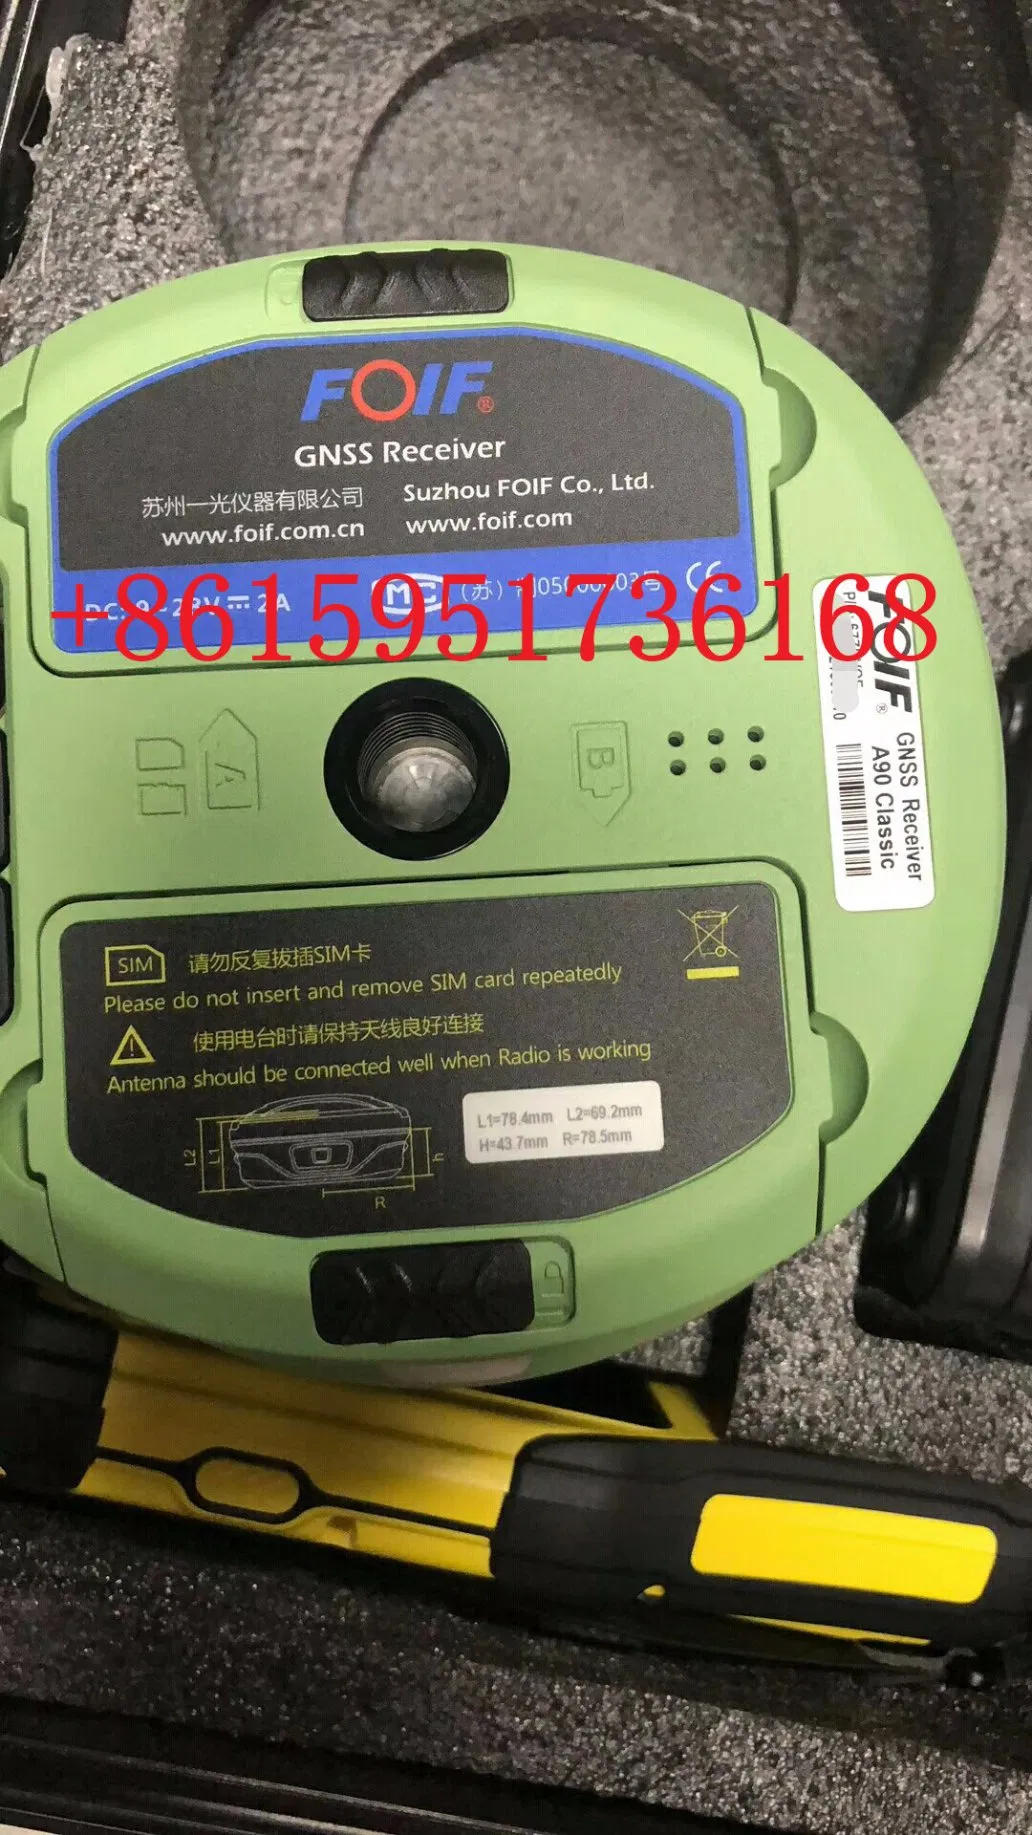 FOIF®
GNSS Receiver
苏州一光仪器有限公司 Suzhou FOIF Co., Ltd.
www.foif.com.cn www.foif.com
+8615951736168
2A MC (苏) CE
FOIF®
GNSS Receiver
A90 Classic
A
B
SIM 请勿反复拔插SIM卡
Please do not insert and remove SIM card repeatedly
使用电台时请保持天线良好连接
Antenna should be connected well when Radio is working
L1=78.4mm L2=69.2mm
H=43.7mm R=78.5mm
L2 L1 h
R